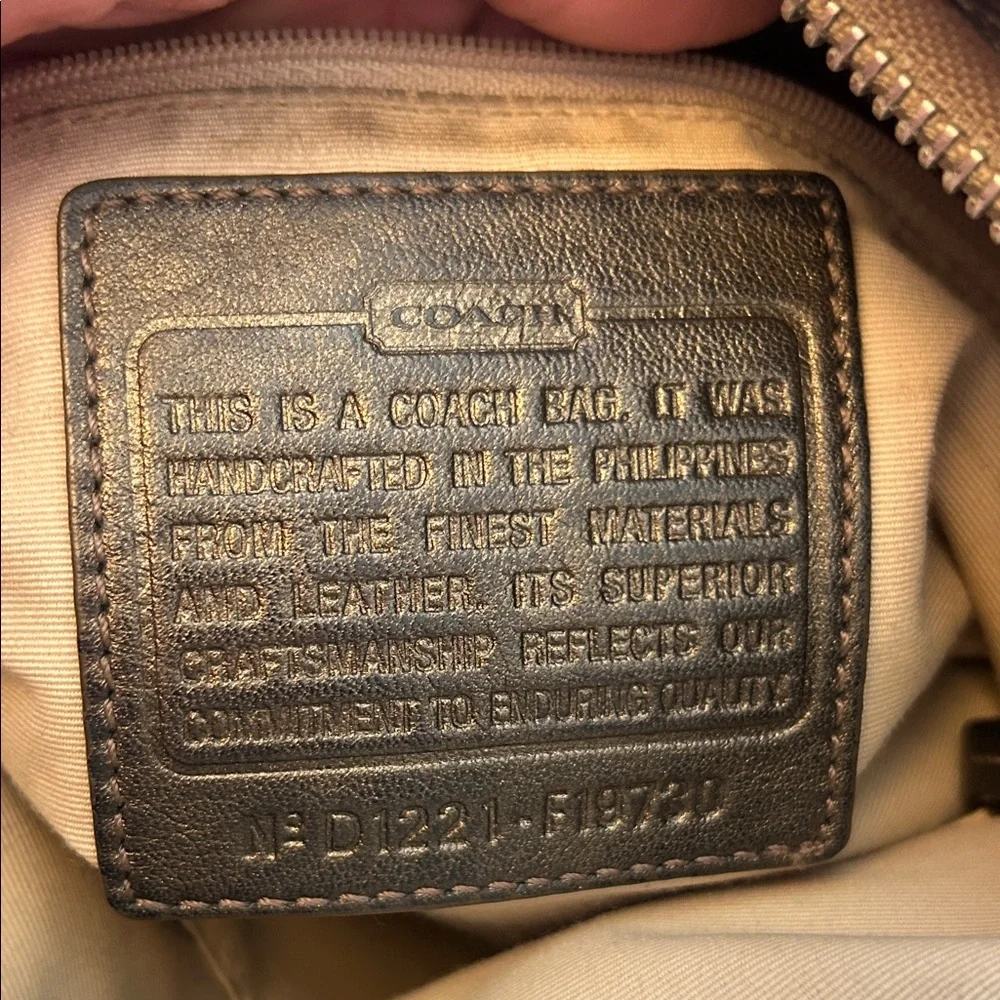 COACH
THIS IS A COACH BAG. IT WAS
HANDCRAFTED IN THE PHILIPPINES
FROM THE FINEST MATERIALS
AND LEATHER. ITS SUPERIOR
CRAFTSMANSHIP REFLECTS OUR
COMMITMENT TO ENDURING QUALITY.
Nº D1221-F19730